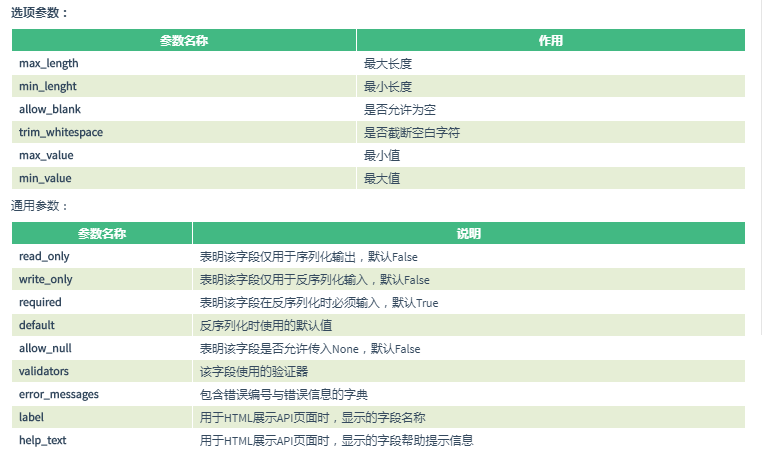 选项参数：
参数名称 作用
max_length 最大长度
min_lenght 最小长度
allow_blank 是否允许为空
trim_whitespace 是否截断空白字符
max_value 最小值
min_value 最大值
通用参数：
参数名称 说明
read_only 表明该字段仅用于序列化输出，默认False
write_only 表明该字段仅用于反序列化输入，默认False
required 表明该字段在反序列化时必须输入，默认True
default 反序列化时使用的默认值
allow_null 表明该字段是否允许传入None，默认False
validators 该字段使用的验证器
error_messages 包含错误编号与错误信息的字典
label 用于HTML展示API页面时，显示的字段名称
help_text 用于HTML展示API页面时，显示的字段帮助提示信息